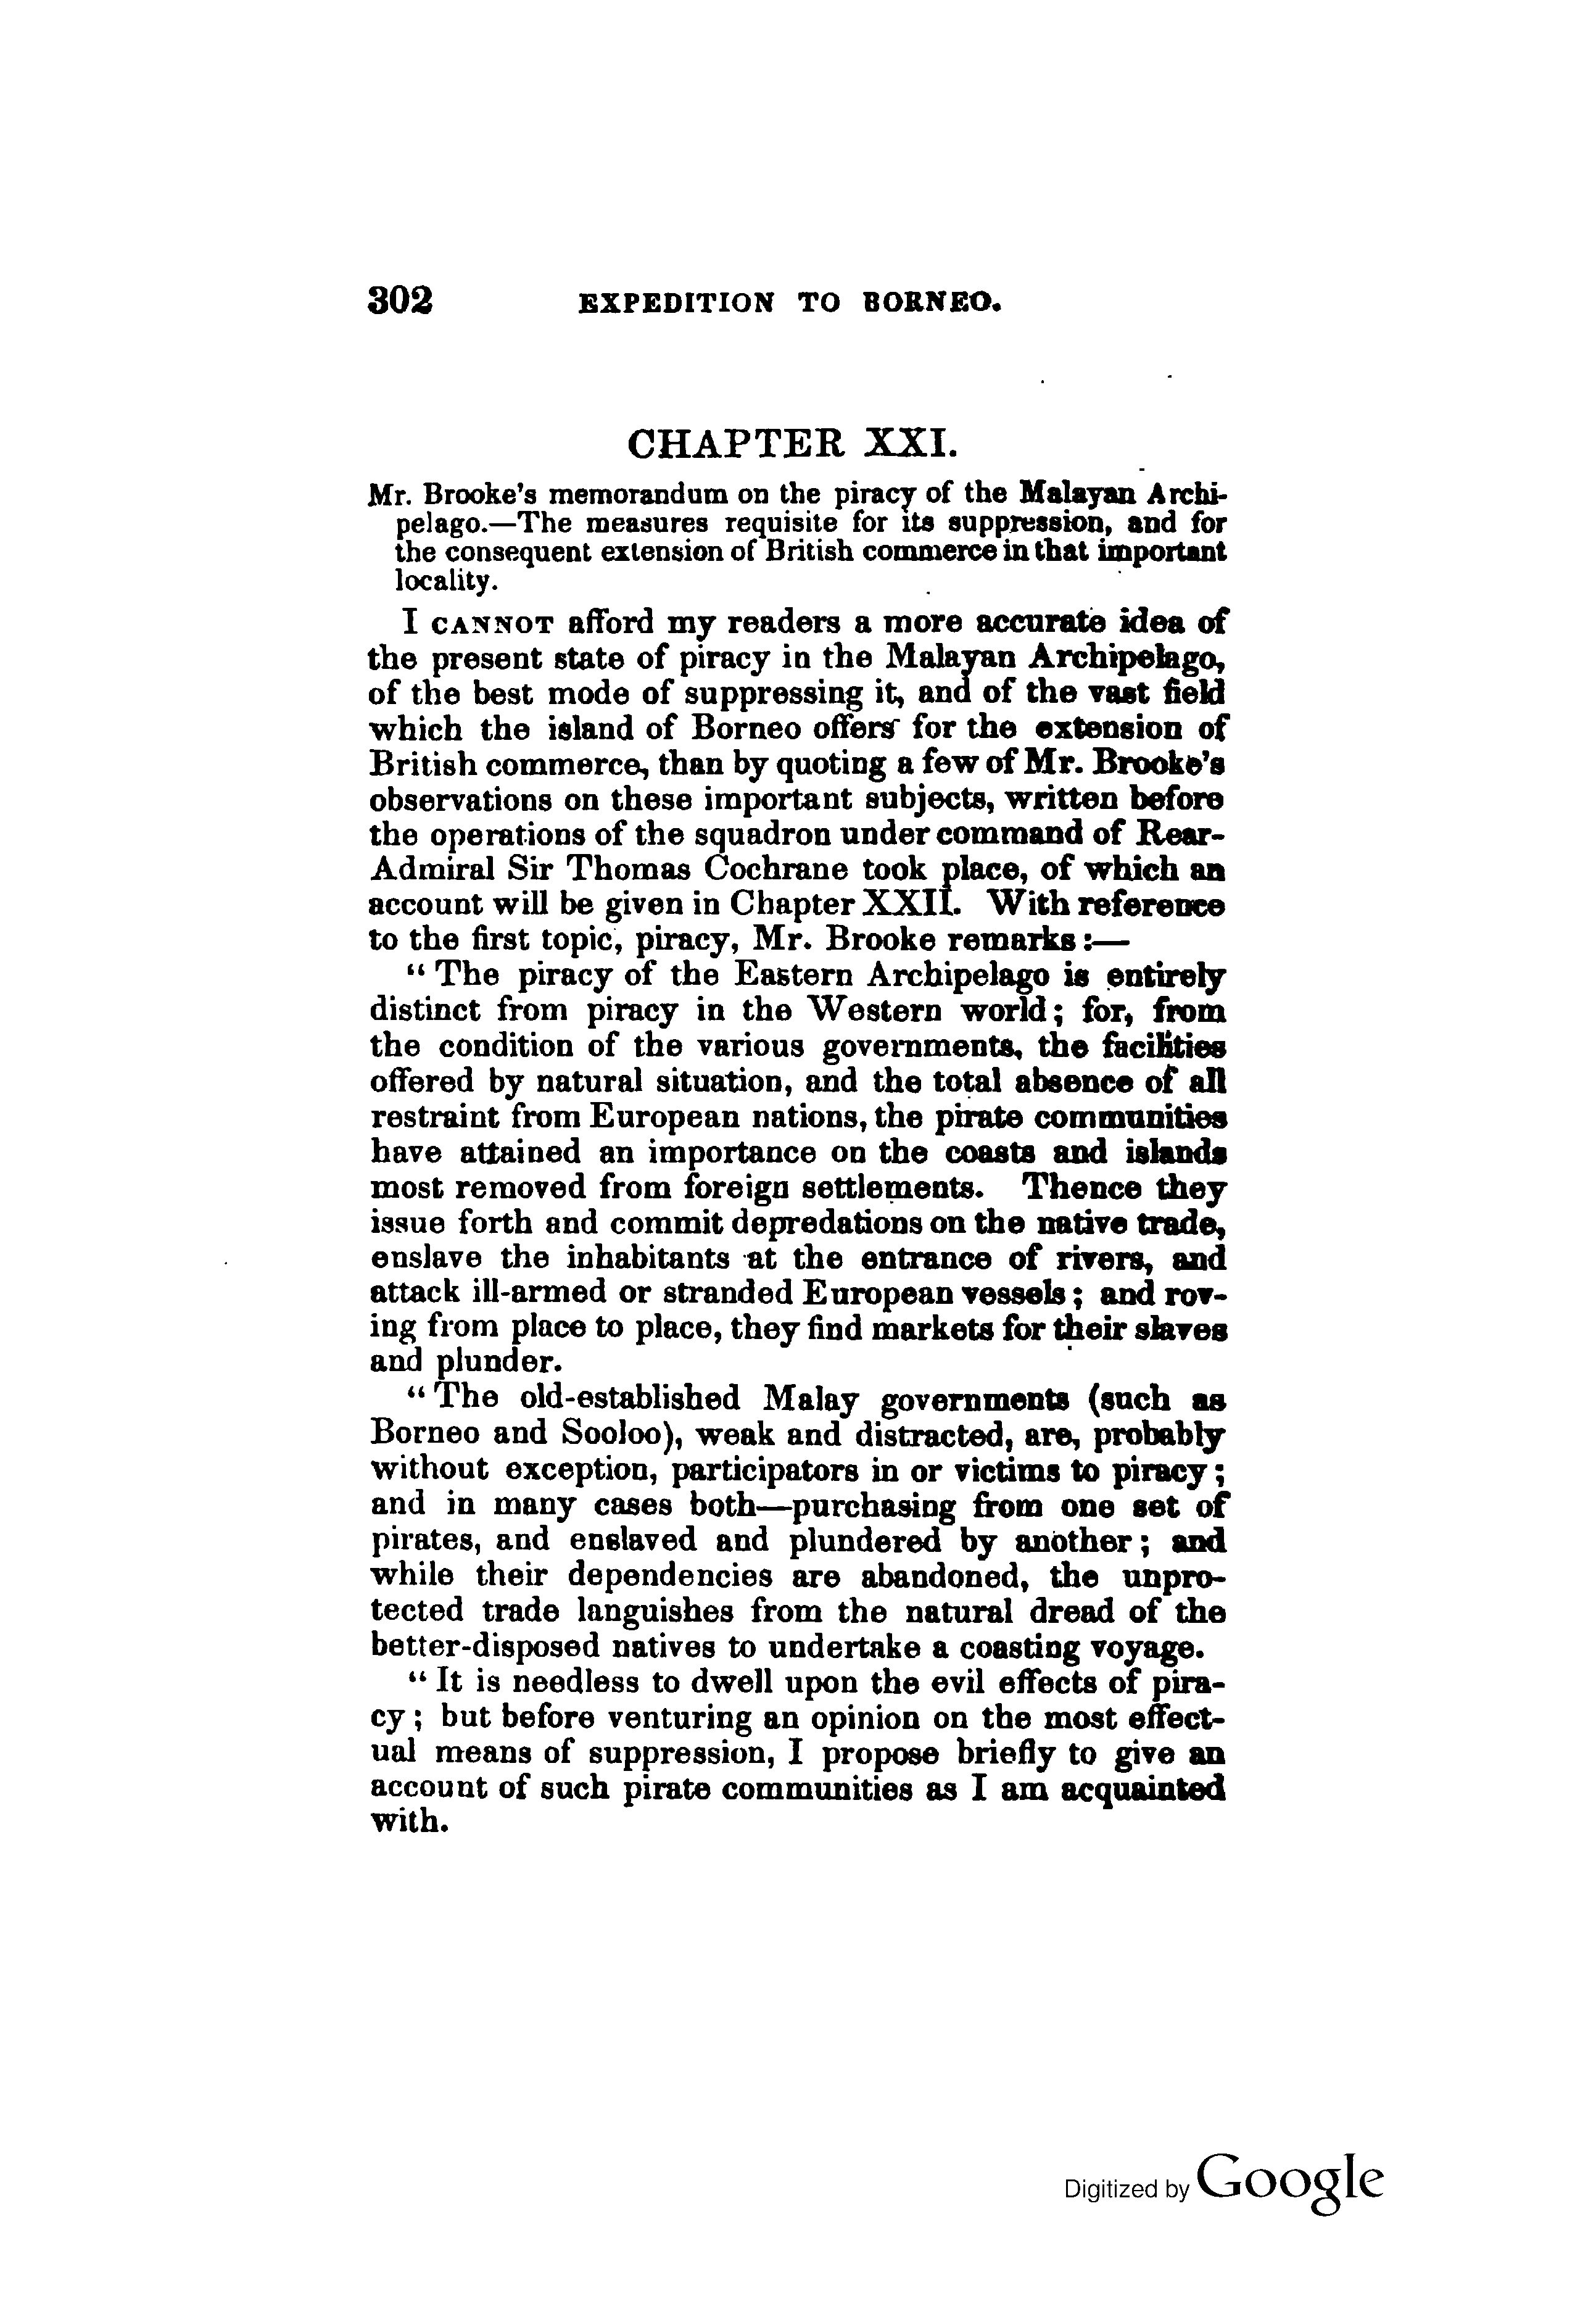 302 EXPEDITION TO BORNEO.
CHAPTER XXI.
Mr. Brooke's memorandum on the piracy of the Malayan Archi-
pelago.—The measures requisite for its suppression, and for
the consequent extension of British commerce in that important
locality.
I CANNOT afford my readers a more accurate idea of
the present state of piracy in the Malayan Archipelago,
of the best mode of suppressing it, and of the vast field
which the island of Borneo offers for the extension of
British commerce, than by quoting a few of Mr. Brooke's
observations on these important subjects, written before
the operations of the squadron under command of Rear-
Admiral Sir Thomas Cochrane took place, of which an
account will be given in Chapter XXII. With reference
to the first topic, piracy, Mr. Brooke remarks:—
“The piracy of the Eastern Archipelago is entirely
distinct from piracy in the Western world; for, from
the condition of the various governments, the facilities
offered by natural situation, and the total absence of all
restraint from European nations, the pirate communities
have attained an importance on the coasts and islands
most removed from foreign settlements. Thence they
issue forth and commit depredations on the native trade,
enslave the inhabitants at the entrance of rivers, and
attack ill-armed or stranded European vessels; and rov-
ing from place to place, they find markets for their slaves
and plunder.
“The old-established Malay governments (such as
Borneo and Sooloo), weak and distracted, are, probably
without exception, participators in or victims to piracy;
and in many cases both—purchasing from one set of
pirates, and enslaved and plundered by another; and
while their dependencies are abandoned, the unpro-
tected trade languishes from the natural dread of the
better-disposed natives to undertake a coasting voyage.
“It is needless to dwell upon the evil effects of pira-
cy; but before venturing an opinion on the most effect-
ual means of suppression, I propose briefly to give an
account of such pirate communities as I am acquainted
with.
Digitized by Google